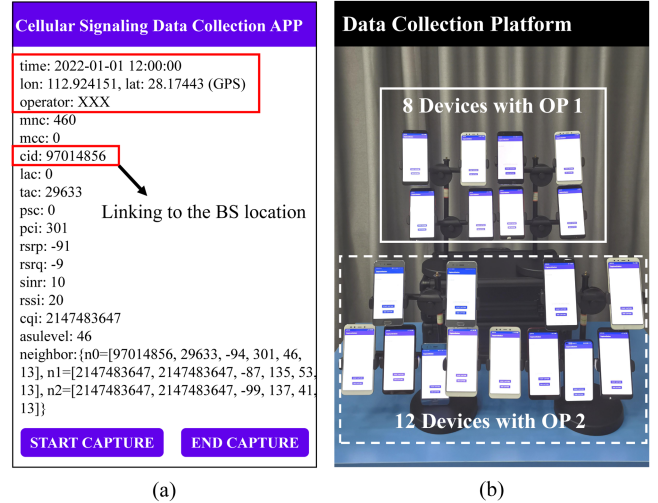 Cellular Signaling Data Collection APP
time: 2022-01-01 12:00:00
lon: 112.924151, lat: 28.17443 (GPS)
operator: XXX
mnc: 460
mcc: 0
cid: 97014856
lac: 0
tac: 29633
psc: 0
pci: 301
rsrp: -91
rsrq: -9
sinr: 10
rssi: 20
cqi: 2147483647
asulevel: 46
neighbor:{n0=[97014856, 29633, -94, 301, 46,
13], n1=[2147483647, 2147483647, -87, 135, 53,
13], n2=[2147483647, 2147483647, -99, 137, 41,
13]}
Linking to the BS location
START CAPTURE
END CAPTURE
(a)
Data Collection Platform
8 Devices with OP 1
12 Devices with OP 2
(b)